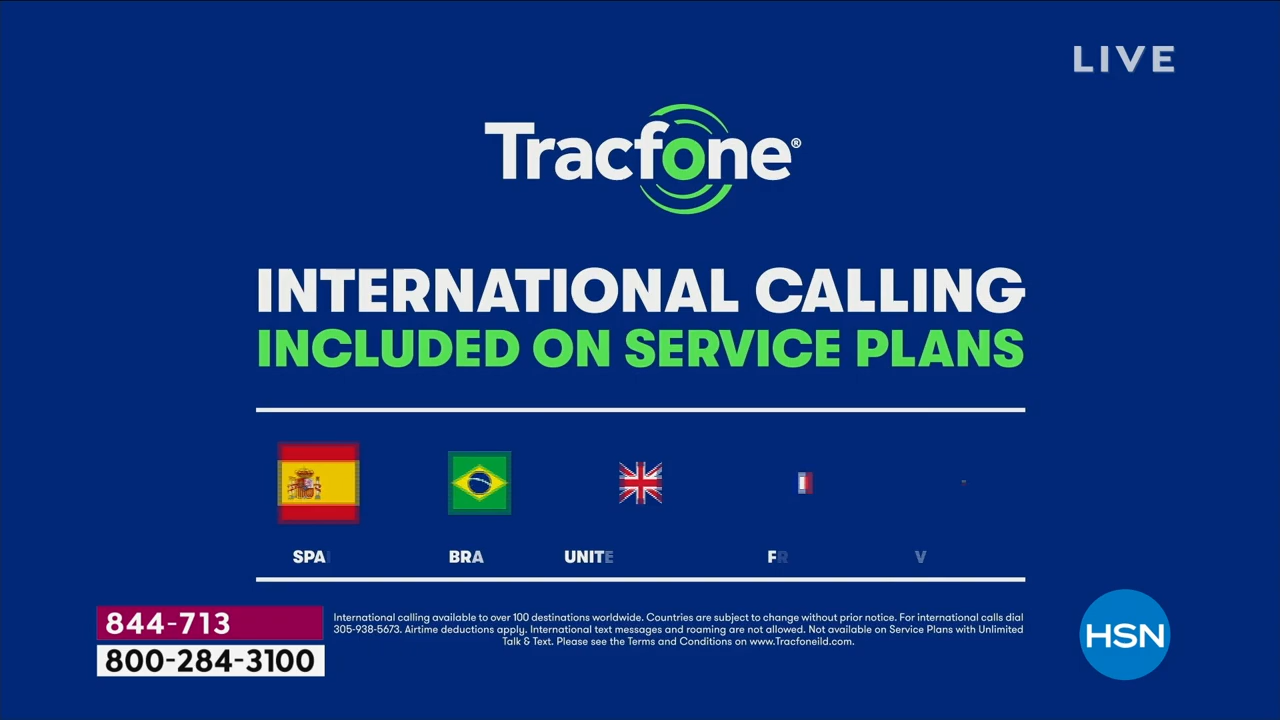 LIVE
Tracfone®
INTERNATIONAL CALLING
INCLUDED ON SERVICE PLANS
SPAI
BRA
UNITE
FR
V
844-713
800-284-3100
International calling available to over 100 destinations worldwide. Countries are subject to change without prior notice. For international calls dial
305-938-5673. Airtime deductions apply. International text messages and roaming are not allowed. Not available on Service Plans with Unlimited
Talk & Text. Please see the Terms and Conditions on www.Tracfoneild.com.
HSN